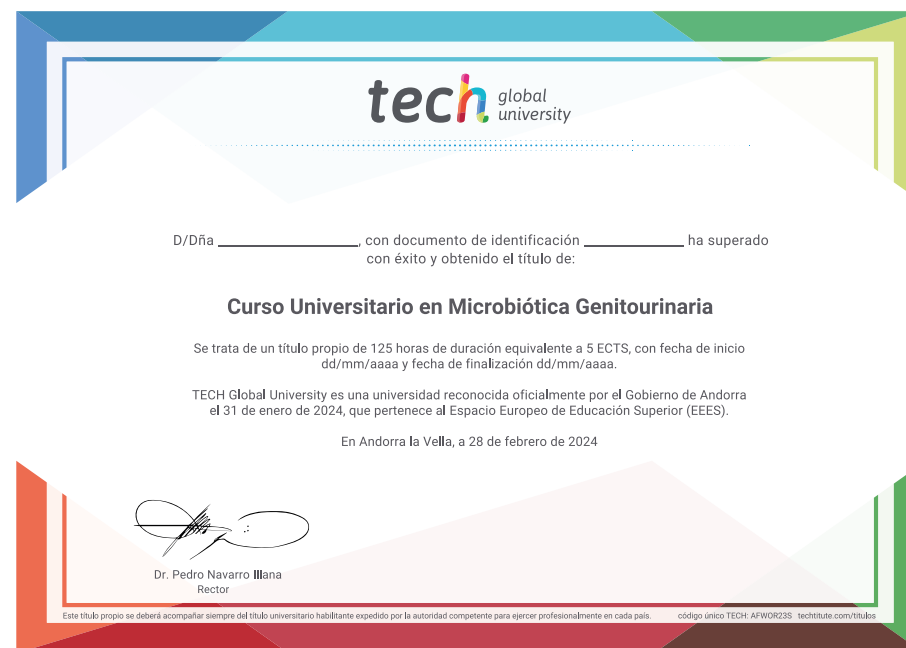 tech global university
D/Dña ______________, con documento de identificación __________ ha superado
con éxito y obtenido el título de:
Curso Universitario en Microbiótica Genitourinaria
Se trata de un título propio de 125 horas de duración equivalente a 5 ECTS, con fecha de inicio
dd/mm/aaaa y fecha de finalización dd/mm/aaaa.
TECH Global University es una universidad reconocida oficialmente por el Gobierno de Andorra
el 31 de enero de 2024, que pertenece al Espacio Europeo de Educación Superior (EEES).
En Andorra la Vella, a 28 de febrero de 2024
Dr. Pedro Navarro Illana
Rector
Este título propio se deberá acompañar siempre del título universitario habilitante expedido por la autoridad competente para ejercer profesionalmente en cada país. código único TECH: AFWOR23S techtitute.com/titulos